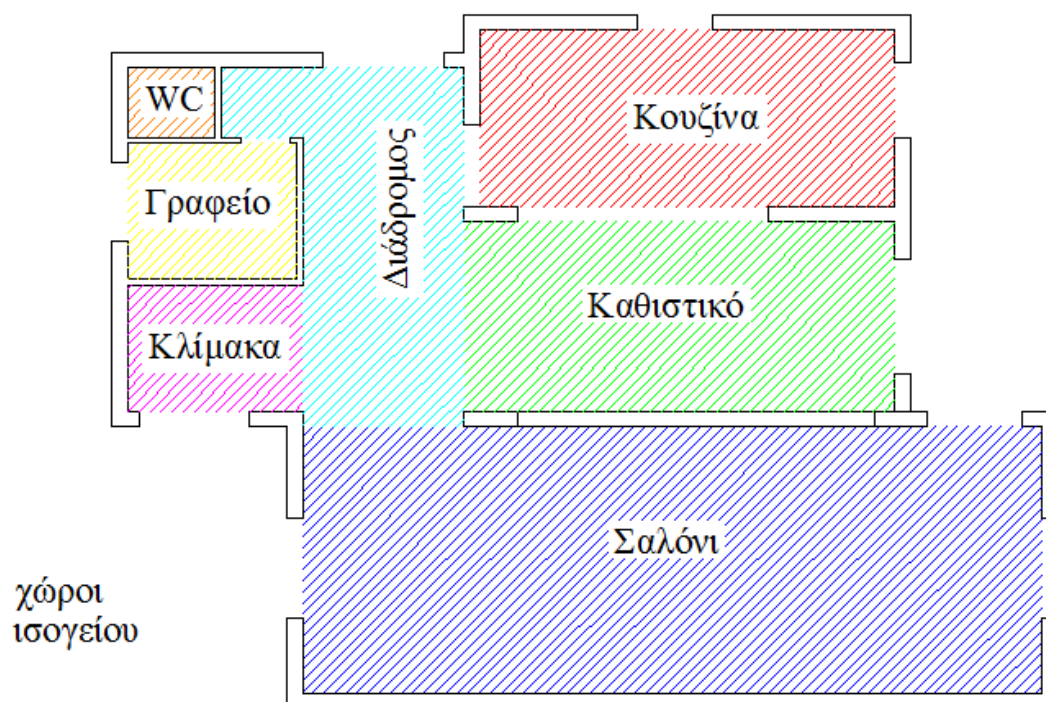 WC
Κουζίνα
Διάδρομος
Γραφείο
Καθιστικό
Κλίμακα
Σαλόνι
χώροι
ισογείου